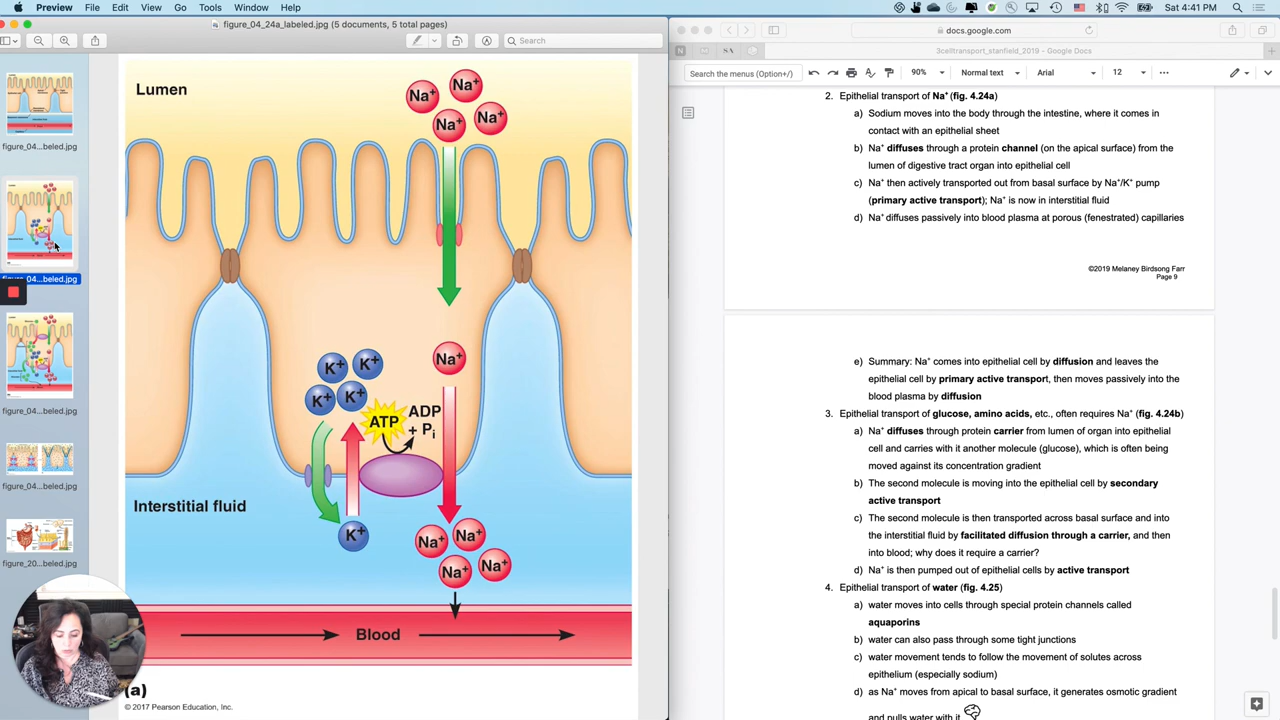 Preview File Edit View Go Tools Window Help
Sat 4:41 PM
figure_04_24a_labeled.jpg (5 documents, 5 total pages)
Search
figure_04...beled.jpg
figure_04...beled.jpg
figure_04...beled.jpg
figure_04...beled.jpg
figure_20...beled.jpg
Lumen
Na⁺
Na⁺
Na⁺
Na⁺
Na⁺
K⁺
K⁺
K⁺
K⁺
ATP
ADP
+ Pᵢ
Interstitial fluid
K⁺
Na⁺
Na⁺
Na⁺
Na⁺
Blood
(a)
© 2017 Pearson Education, Inc.
docs.google.com
3celltransport_stanfield_2019 - Google Docs
Search the menus (Option+/)
90%
Normal text
Arial
12
2. Epithelial transport of Na⁺ (fig. 4.24a)
a) Sodium moves into the body through the intestine, where it comes in
contact with an epithelial sheet
b) Na⁺ diffuses through a protein channel (on the apical surface) from the
lumen of digestive tract organ into epithelial cell
c) Na⁺ then actively transported out from basal surface by Na⁺/K⁺ pump
(primary active transport); Na⁺ is now in interstitial fluid
d) Na⁺ diffuses passively into blood plasma at porous (fenestrated) capillaries
©2019 Melaney Birdsong Farr
Page 9
e) Summary: Na⁺ comes into epithelial cell by diffusion and leaves the
epithelial cell by primary active transport, then moves passively into the
blood plasma by diffusion
3. Epithelial transport of glucose, amino acids, etc., often requires Na⁺ (fig. 4.24b)
a) Na⁺ diffuses through protein carrier from lumen of organ into epithelial
cell and carries with it another molecule (glucose), which is often being
moved against its concentration gradient
b) The second molecule is moving into the epithelial cell by secondary
active transport
c) The second molecule is then transported across basal surface and into
the interstitial fluid by facilitated diffusion through a carrier, and then
into blood; why does it require a carrier?
d) Na⁺ is then pumped out of epithelial cells by active transport
4. Epithelial transport of water (fig. 4.25)
a) water moves into cells through special protein channels called
aquaporins
b) water can also pass through some tight junctions
c) water movement tends to follow the movement of solutes across
epithelium (especially sodium)
d) as Na⁺ moves from apical to basal surface, it generates osmotic gradient
and pulls water with it